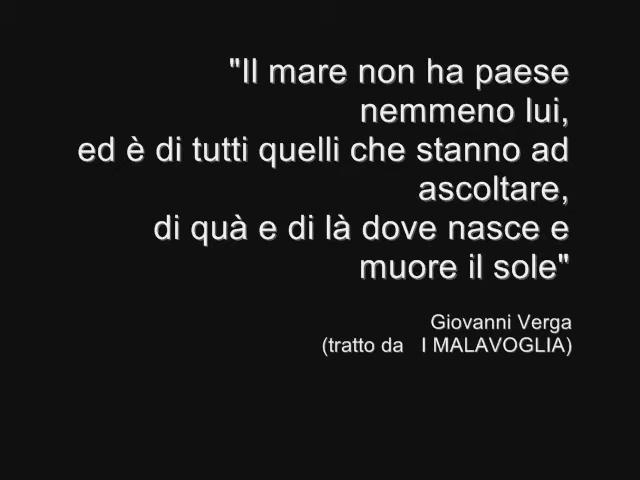 "Il mare non ha paese
nemmeno lui,
ed è di tutti quelli che stanno ad
ascoltare,
di quà e di là dove nasce e
muore il sole"
Giovanni Verga
(tratto da   I MALAVOGLIA)